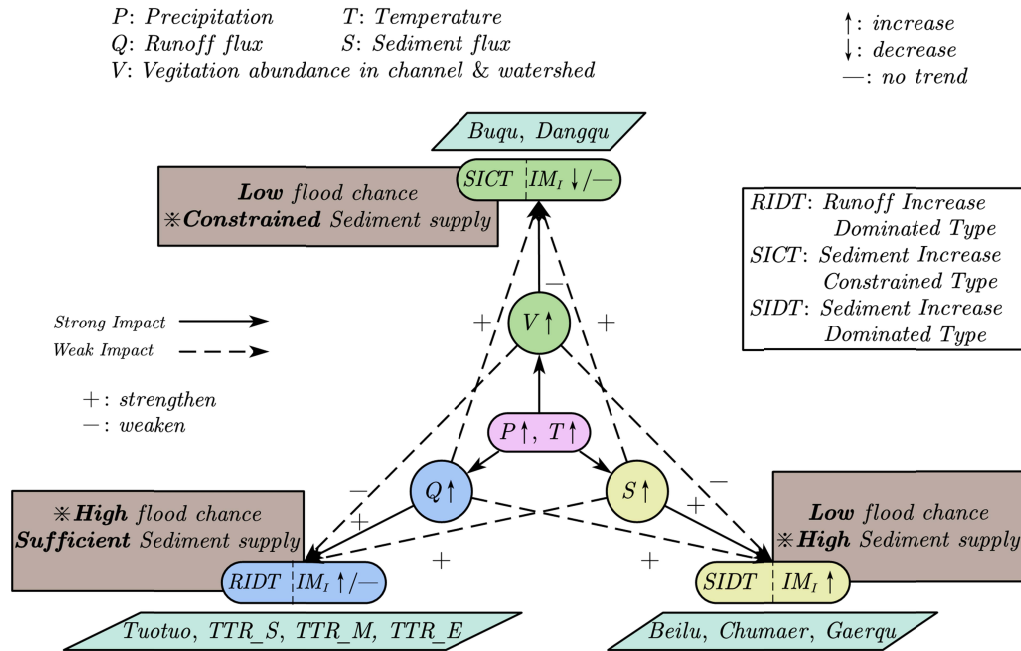 P: Precipitation T: Temperature
Q: Runoff flux S: Sediment flux
V: Vegitation abundance in channel & watershed
↑: increase
↓: decrease
—: no trend
Buqu, Dangqu
SICT IM_I ↓/—
Low flood chance
※Constrained Sediment supply
RIDT: Runoff Increase
Dominated Type
SICT: Sediment Increase
Constrained Type
SIDT: Sediment Increase
Dominated Type
Strong Impact
Weak Impact
+: strengthen
−: weaken
−
+ +
V↑
P↑, T↑
Q↑ S↑
− + + −
+ +
※High flood chance
Sufficient Sediment supply
RIDT IM_I ↑/—
Tuotuo, TTR_S, TTR_M, TTR_E
Low flood chance
※High Sediment supply
SIDT IM_I ↑
Beilu, Chumaer, Gaerqu